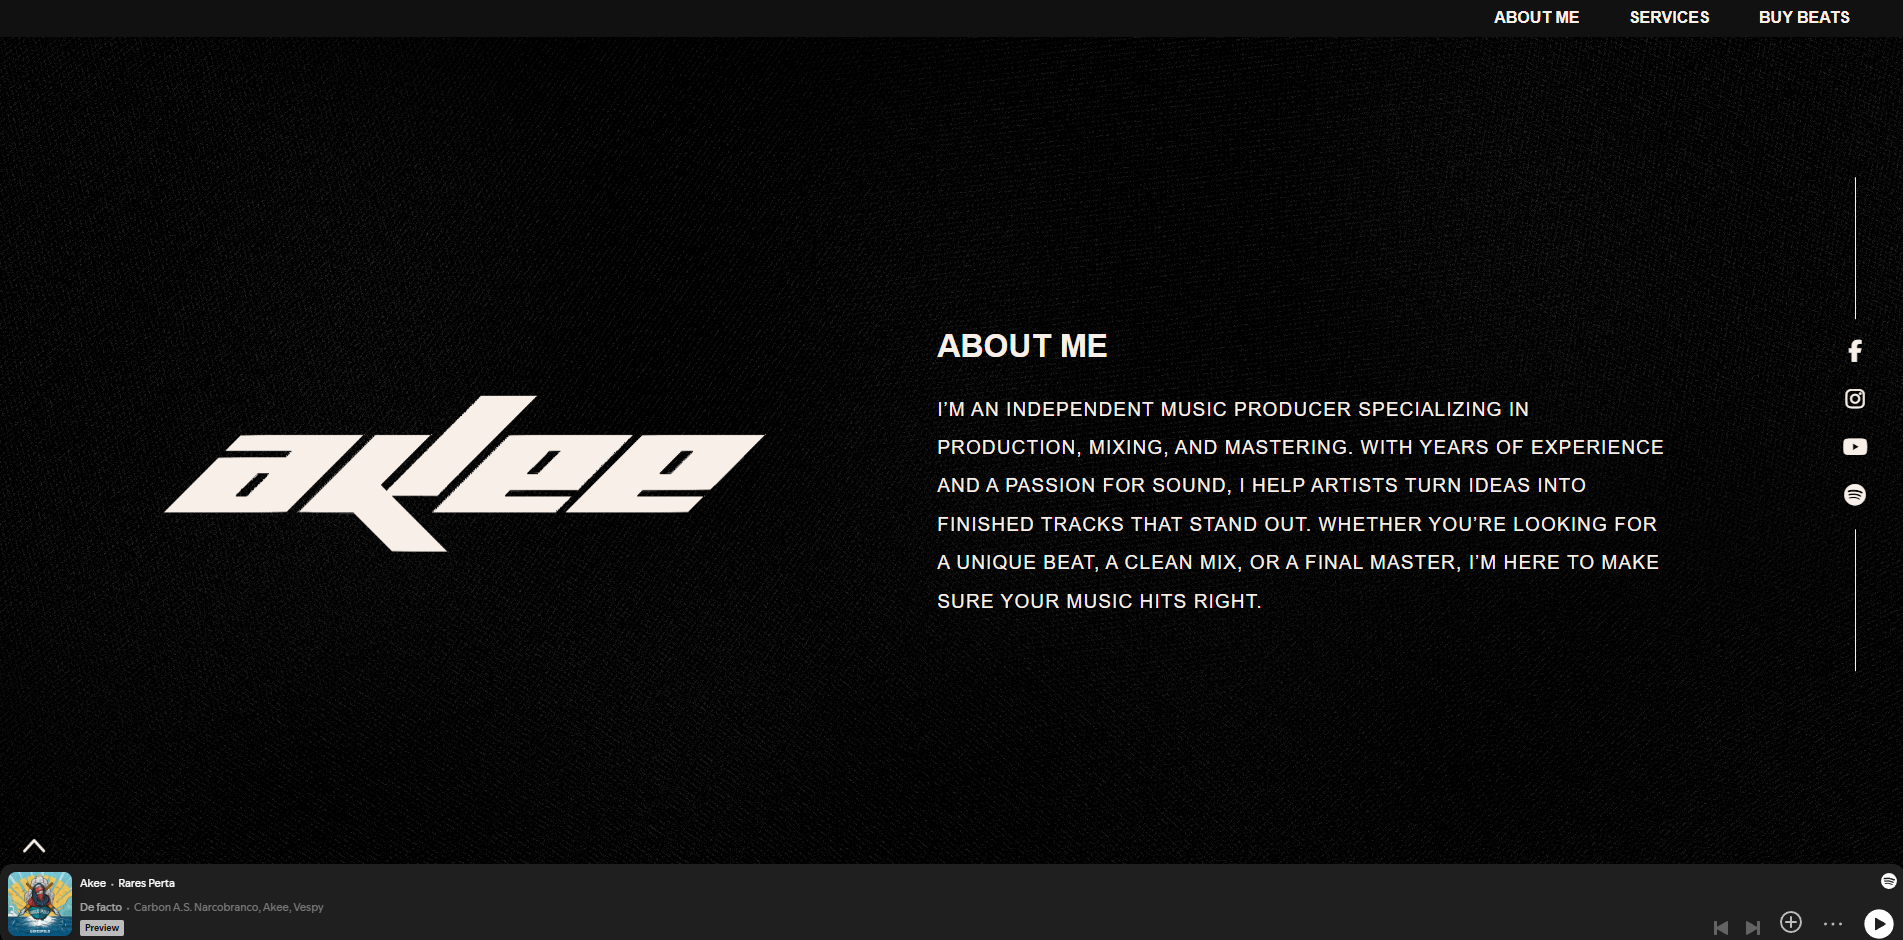 ABOUT ME SERVICES BUY BEATS
akee
ABOUT ME
I’M AN INDEPENDENT MUSIC PRODUCER SPECIALIZING IN
PRODUCTION, MIXING, AND MASTERING. WITH YEARS OF EXPERIENCE
AND A PASSION FOR SOUND, I HELP ARTISTS TURN IDEAS INTO
FINISHED TRACKS THAT STAND OUT. WHETHER YOU’RE LOOKING FOR
A UNIQUE BEAT, A CLEAN MIX, OR A FINAL MASTER, I’M HERE TO MAKE
SURE YOUR MUSIC HITS RIGHT.
Akee · Rares Perta
De facto · Carbon A.S. Narcobranco, Akee, Vespy
Preview